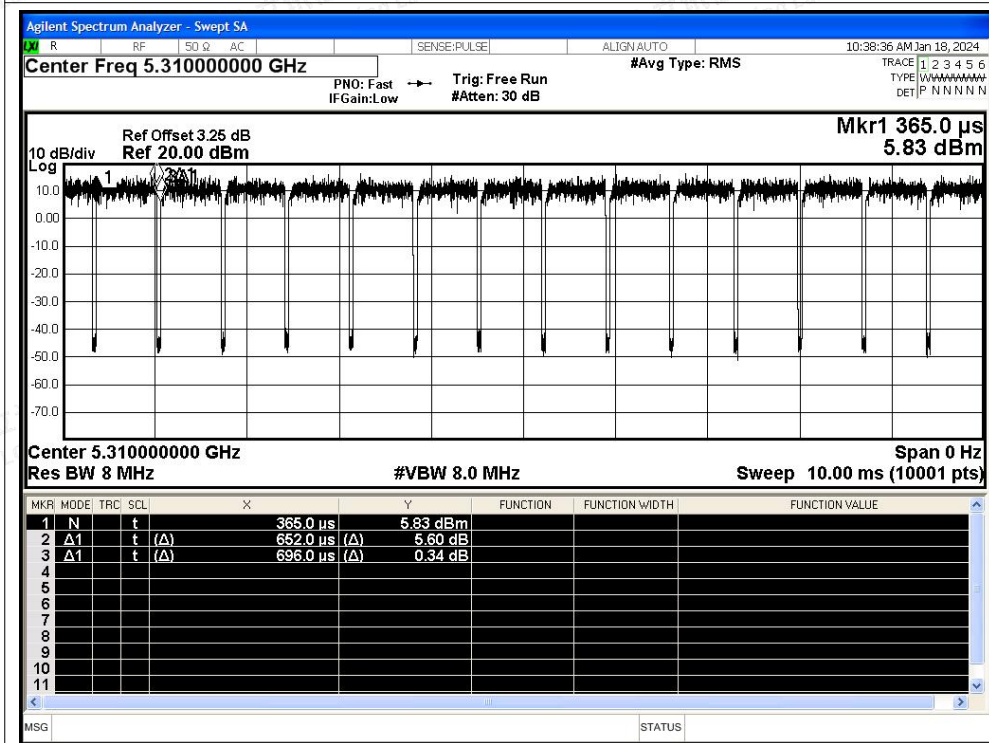 Agilent Spectrum Analyzer - Swept SA
LXI R RF 50 Ω AC SENSE:PULSE ALIGN AUTO 10:38:36 AM Jan 18, 2024
Center Freq 5.310000000 GHz #Avg Type: RMS TRACE 1 2 3 4 5 6
PNO: Fast Trig: Free Run TYPE W
IFGain:Low #Atten: 30 dB DET P N N N N N
Mkr1 365.0 µs
5.83 dBm
Ref Offset 3.25 dB
10 dB/div Ref 20.00 dBm
Log
1 2Δ1
10.0
0.00
-10.0
-20.0
-30.0
-40.0
-50.0
-60.0
-70.0
Center 5.310000000 GHz Span 0 Hz
Res BW 8 MHz #VBW 8.0 MHz Sweep 10.00 ms (10001 pts)
MKR MODE TRC SCL X Y FUNCTION FUNCTION WIDTH FUNCTION VALUE
1 N t 365.0 µs 5.83 dBm
2 Δ1 t (Δ) 652.0 µs (Δ) 5.60 dB
3 Δ1 t (Δ) 696.0 µs (Δ) 0.34 dB
4
5
6
7
8
9
10
11
MSG STATUS